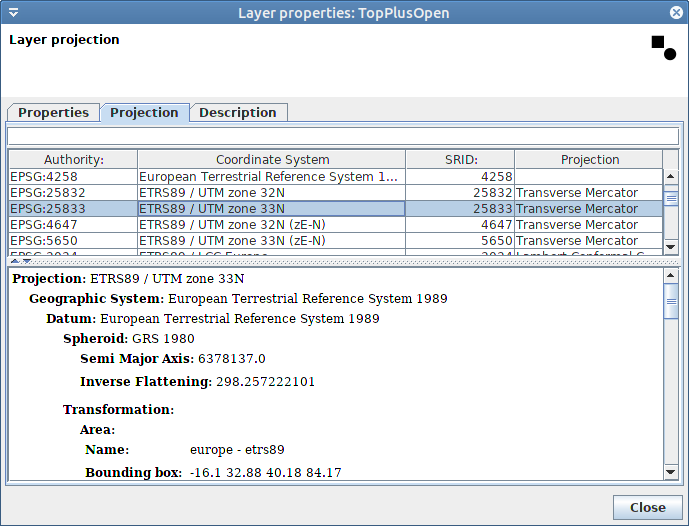 Layer properties: TopPlusOpen
Layer projection
Properties Projection Description
Authority: Coordinate System SRID: Projection
EPSG:4258 European Terrestrial Reference System 1... 4258
EPSG:25832 ETRS89 / UTM zone 32N 25832 Transverse Mercator
EPSG:25833 ETRS89 / UTM zone 33N 25833 Transverse Mercator
EPSG:4647 ETRS89 / UTM zone 32N (zE-N) 4647 Transverse Mercator
EPSG:5650 ETRS89 / UTM zone 33N (zE-N) 5650 Transverse Mercator
Projection: ETRS89 / UTM zone 33N
Geographic System: European Terrestrial Reference System 1989
Datum: European Terrestrial Reference System 1989
Spheroid: GRS 1980
Semi Major Axis: 6378137.0
Inverse Flattening: 298.257222101
Transformation:
Area:
Name: europe - etrs89
Bounding box: -16.1 32.88 40.18 84.17
Close